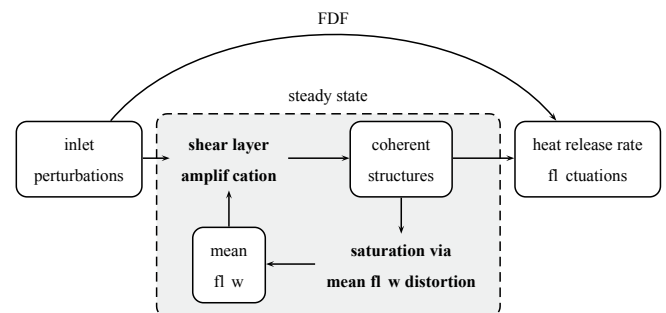 FDF
steady state
inlet
perturbations
shear layer
amplif cation
coherent
structures
heat release rate
fl ctuations
mean
fl w
saturation via
mean fl w distortion